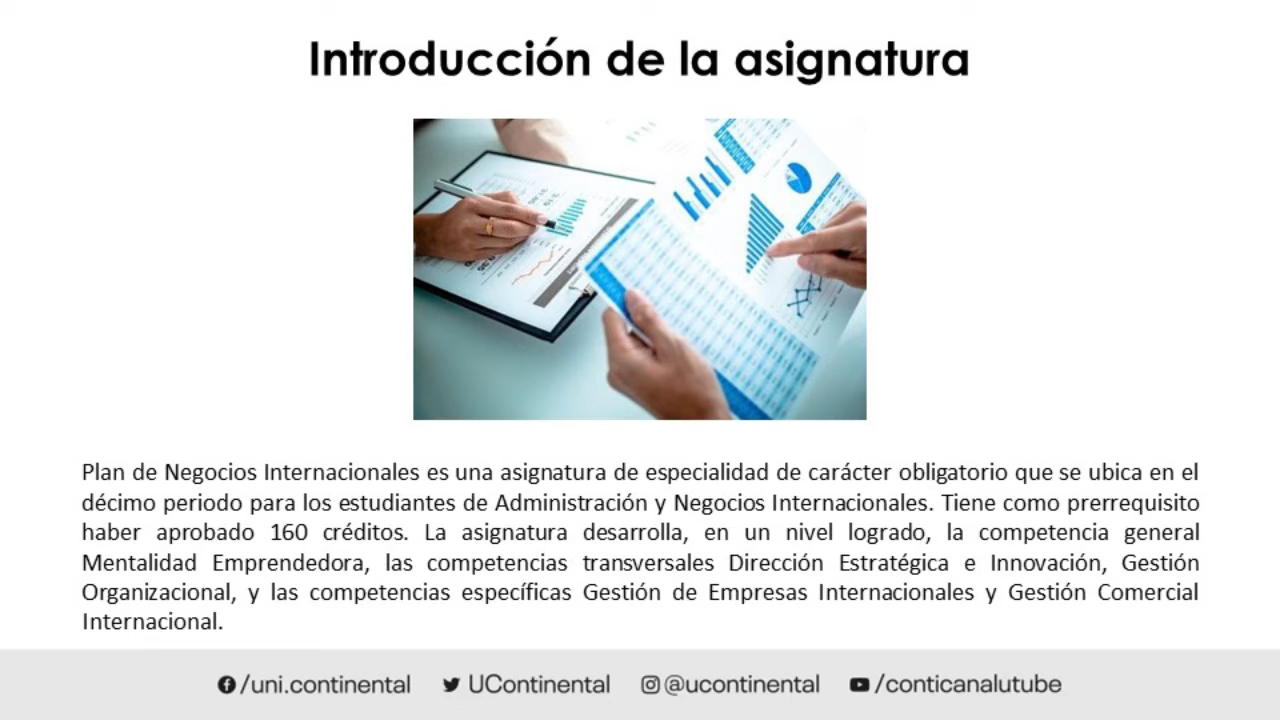 Introducción de la asignatura
Plan de Negocios Internacionales es una asignatura de especialidad de carácter obligatorio que se ubica en el
décimo periodo para los estudiantes de Administración y Negocios Internacionales. Tiene como prerrequisito
haber aprobado 160 créditos. La asignatura desarrolla, en un nivel logrado, la competencia general
Mentalidad Emprendedora, las competencias transversales Dirección Estratégica e Innovación, Gestión
Organizacional, y las competencias específicas Gestión de Empresas Internacionales y Gestión Comercial
Internacional.
/uni.continental UContinental @ucontinental /conticanalutube